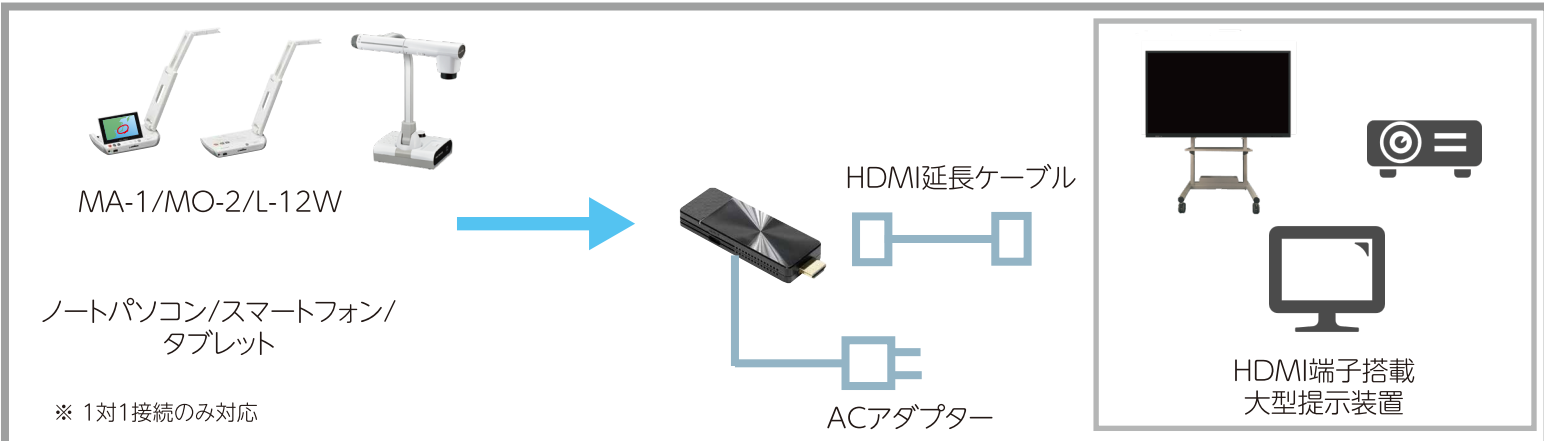 MA-1/MO-2/L-12W
ノートパソコン/スマートフォン/
タブレット
※ 1対1接続のみ対応
HDMI延長ケーブル
ACアダプター
HDMI端子搭載
大型提示装置